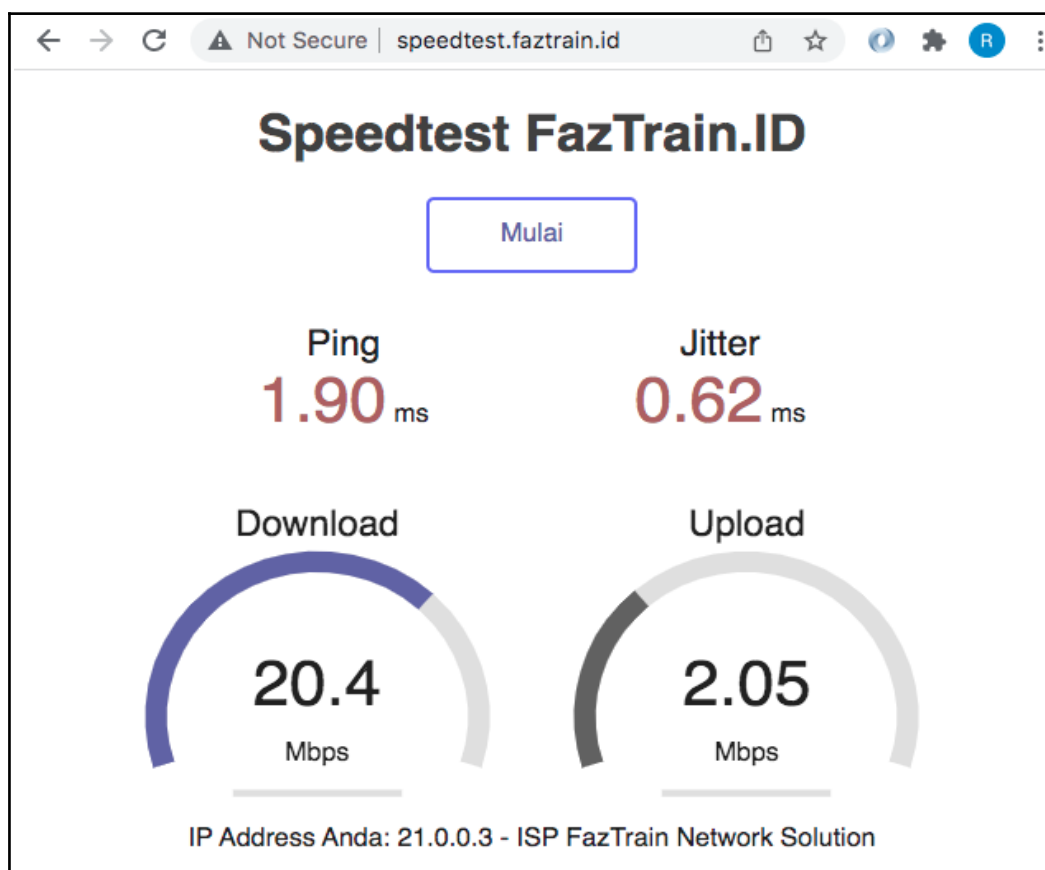 Not Secure speedtest.faztrain.id R
Speedtest FazTrain.ID
Mulai
Ping Jitter
1.90 ms 0.62 ms
Download Upload
20.4 2.05
Mbps Mbps
IP Address Anda: 21.0.0.3 - ISP FazTrain Network Solution